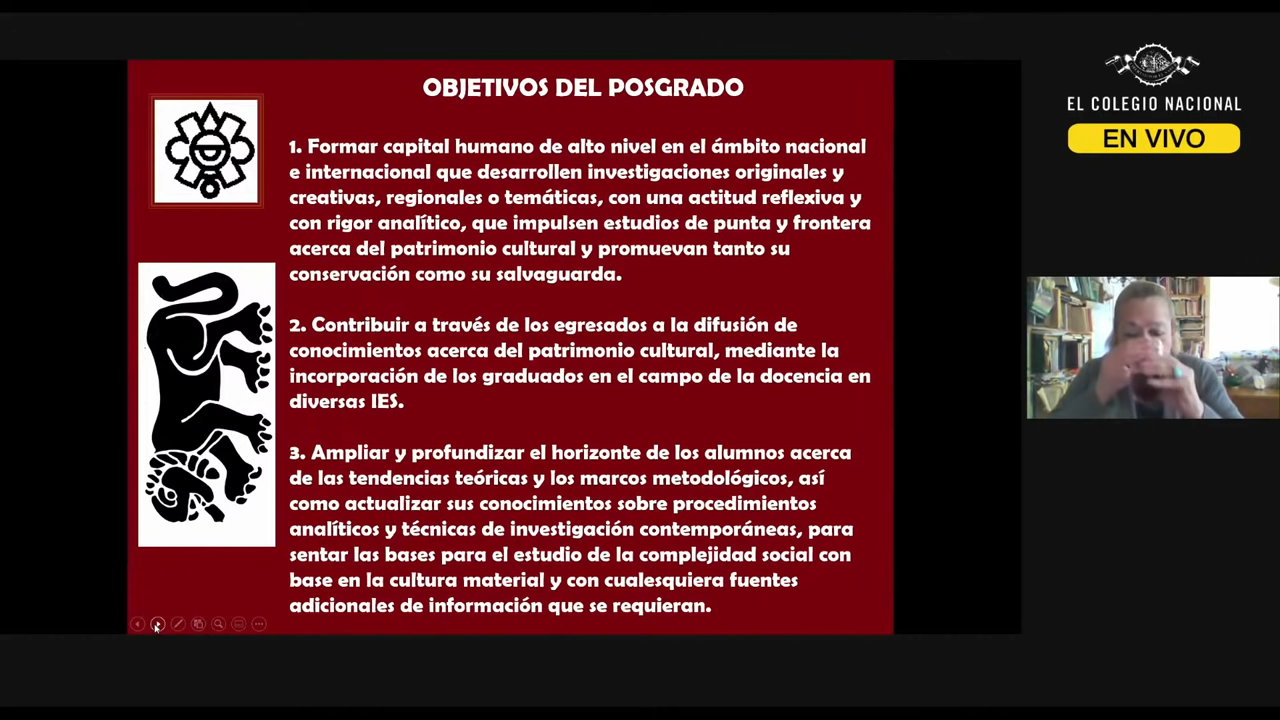 OBJETIVOS DEL POSGRADO
1. Formar capital humano de alto nivel en el ámbito nacional
e internacional que desarrollen investigaciones originales y
creativas, regionales o temáticas, con una actitud reflexiva y
con rigor analítico, que impulsen estudios de punta y frontera
acerca del patrimonio cultural y promuevan tanto su
conservación como su salvaguarda.
2. Contribuir a través de los egresados a la difusión de
conocimientos acerca del patrimonio cultural, mediante la
incorporación de los graduados en el campo de la docencia en
diversas IES.
3. Ampliar y profundizar el horizonte de los alumnos acerca
de las tendencias teóricas y los marcos metodológicos, así
como actualizar sus conocimientos sobre procedimientos
analíticos y técnicas de investigación contemporáneas, para
sentar las bases para el estudio de la complejidad social con
base en la cultura material y con cualesquiera fuentes
adicionales de información que se requieran.
EL COLEGIO NACIONAL
EN VIVO